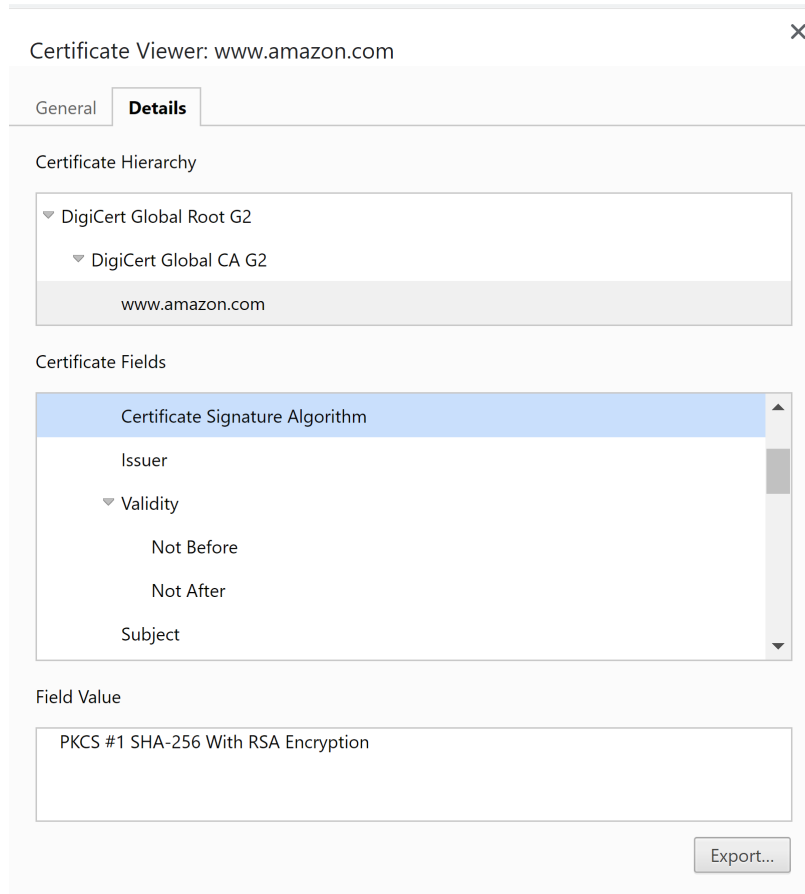 Certificate Viewer: www.amazon.com
General Details
Certificate Hierarchy
DigiCert Global Root G2
DigiCert Global CA G2
www.amazon.com
Certificate Fields
Certificate Signature Algorithm
Issuer
Validity
Not Before
Not After
Subject
Field Value
PKCS #1 SHA-256 With RSA Encryption
Export...